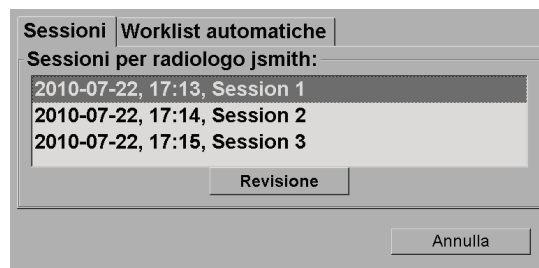 Sessioni Worklist automatiche
Sessioni per radiologo jsmith:
2010-07-22, 17:13, Session 1
2010-07-22, 17:14, Session 2
2010-07-22, 17:15, Session 3
Revisione
Annulla